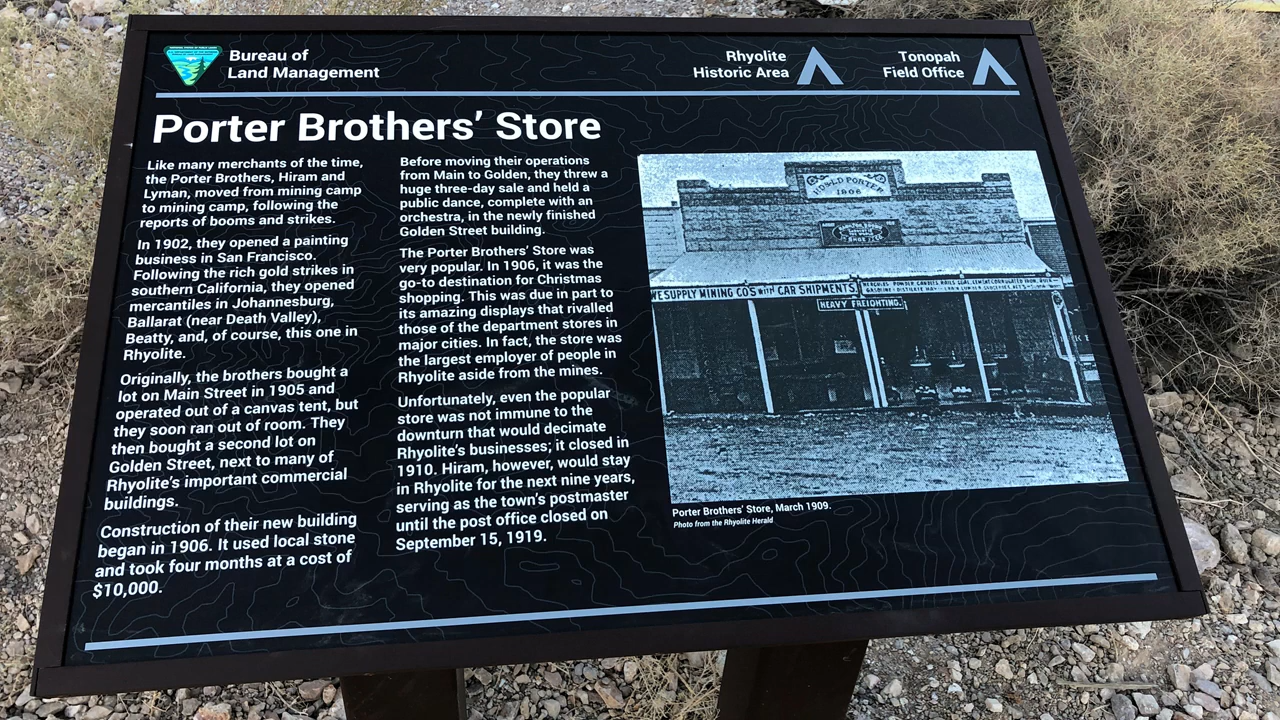 Bureau of
Land Management
Rhyolite
Historic Area
Tonopah
Field Office
Porter Brothers' Store
Like many merchants of the time,
the Porter Brothers, Hiram and
Lyman, moved from mining camp
to mining camp, following the
reports of booms and strikes.
In 1902, they opened a painting
business in San Francisco.
Following the rich gold strikes in
southern California, they opened
mercantiles in Johannesburg,
Ballarat (near Death Valley),
Beatty, and, of course, this one in
Rhyolite.
Originally, the brothers bought a
lot on Main Street in 1905 and
operated out of a canvas tent, but
they soon ran out of room. They
then bought a second lot on
Golden Street, next to many of
Rhyolite's important commercial
buildings.
Construction of their new building
began in 1906. It used local stone
and took four months at a cost of
$10,000.
Before moving their operations
from Main to Golden, they threw a
huge three-day sale and held a
public dance, complete with an
orchestra, in the newly finished
Golden Street building.
The Porter Brothers' Store was
very popular. In 1906, it was the
go-to destination for Christmas
shopping. This was due in part to
its amazing displays that rivalled
those of the department stores in
major cities. In fact, the store was
the largest employer of people in
Rhyolite aside from the mines.
Unfortunately, even the popular
store was not immune to the
downturn that would decimate
Rhyolite's businesses; it closed in
1910. Hiram, however, would stay
in Rhyolite for the next nine years,
serving as the town's postmaster
until the post office closed on
September 15, 1919.
H.D. & L.D. PORTER
1906
WE SUPPLY MINING CO'S with CAR SHIPMENTS
HERCULES POWDER, CANDLES, RAILS
HEAVY FREIGHTING.
Porter Brothers' Store, March 1909.
Photo from the Rhyolite Herald